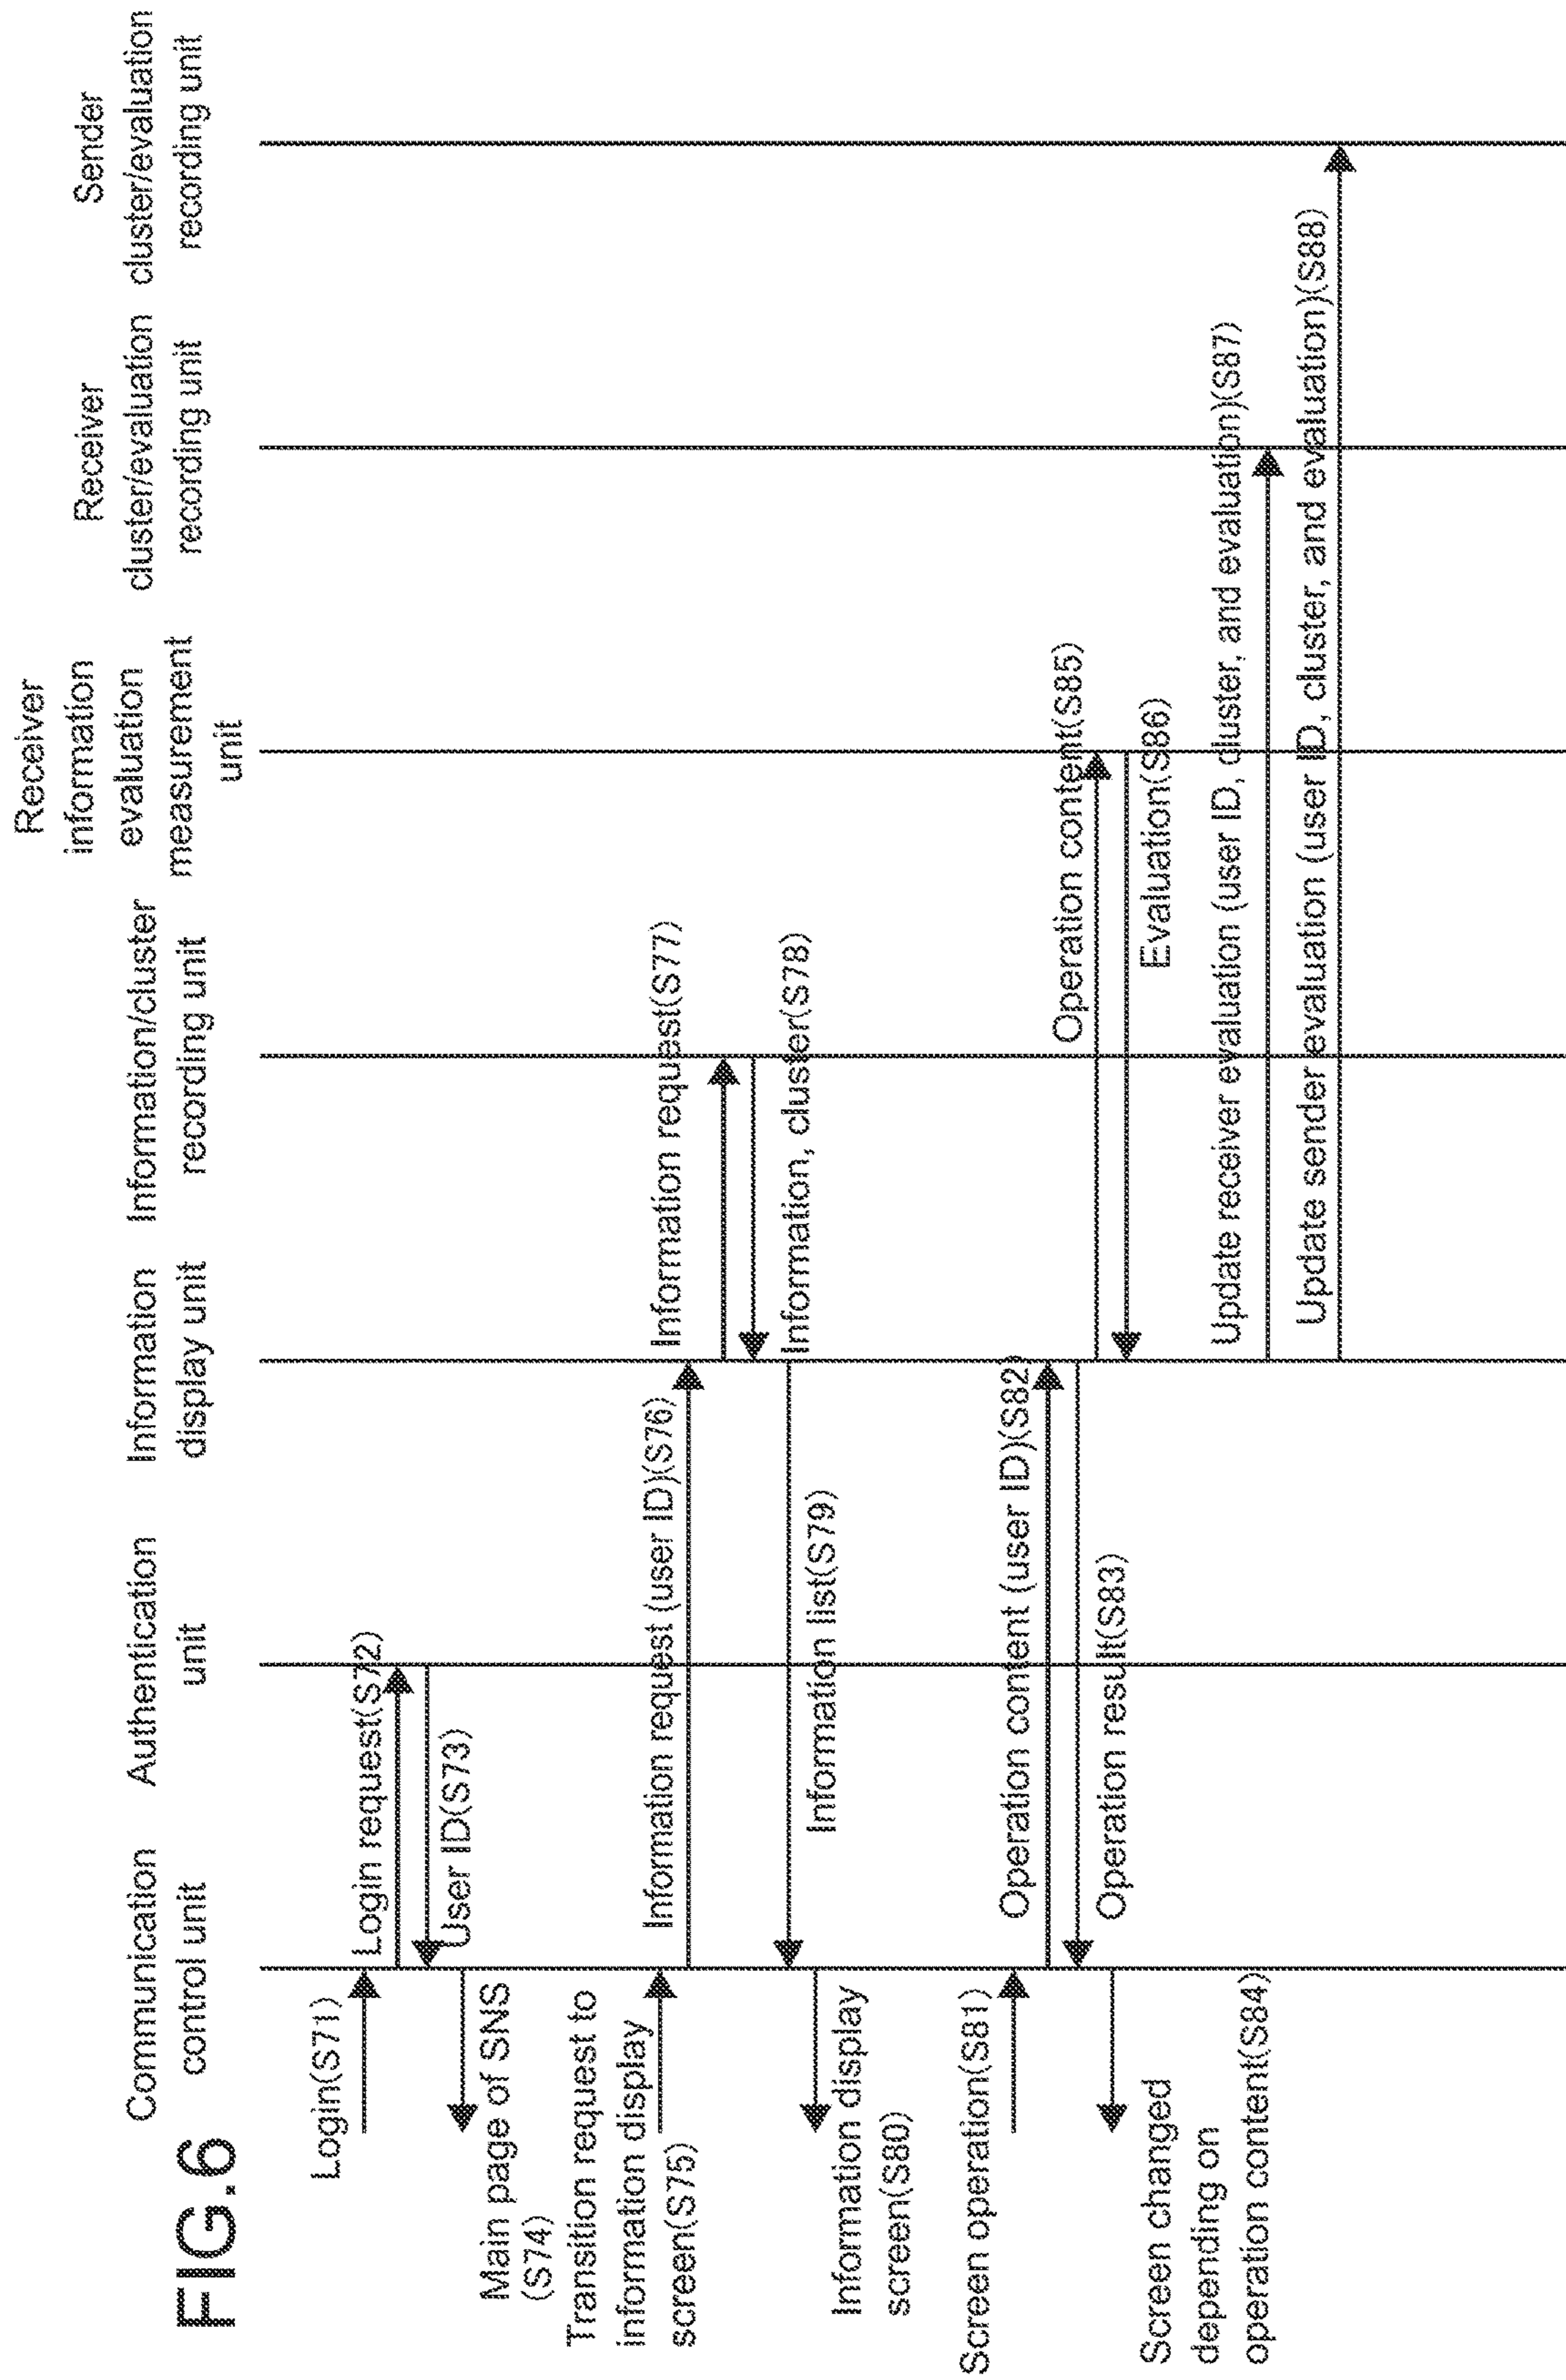 FIG.6
Communication
control unit
Authentication
unit
Information
display unit
Information/cluster
recording unit
Receiver
information
evaluation
measurement
unit
Receiver
cluster/evaluation
recording unit
Sender
cluster/evaluation
recording unit
Login(S71)
Login request(S72)
User ID(S73)
Main page of SNS
(S74)
Transition request to
information display
screen(S75)
Information request (user ID)(S76)
Information request(S77)
Information, cluster(S78)
Information list(S79)
Information display
screen(S80)
Screen operation(S81)
Operation content (user ID)(S82)
Operation result(S83)
Screen changed
depending on
operation content(S84)
Operation content(S85)
Evaluation(S86)
Update receiver evaluation (user ID, cluster, and evaluation)(S87)
Update sender evaluation (user ID, cluster, and evaluation)(S88)